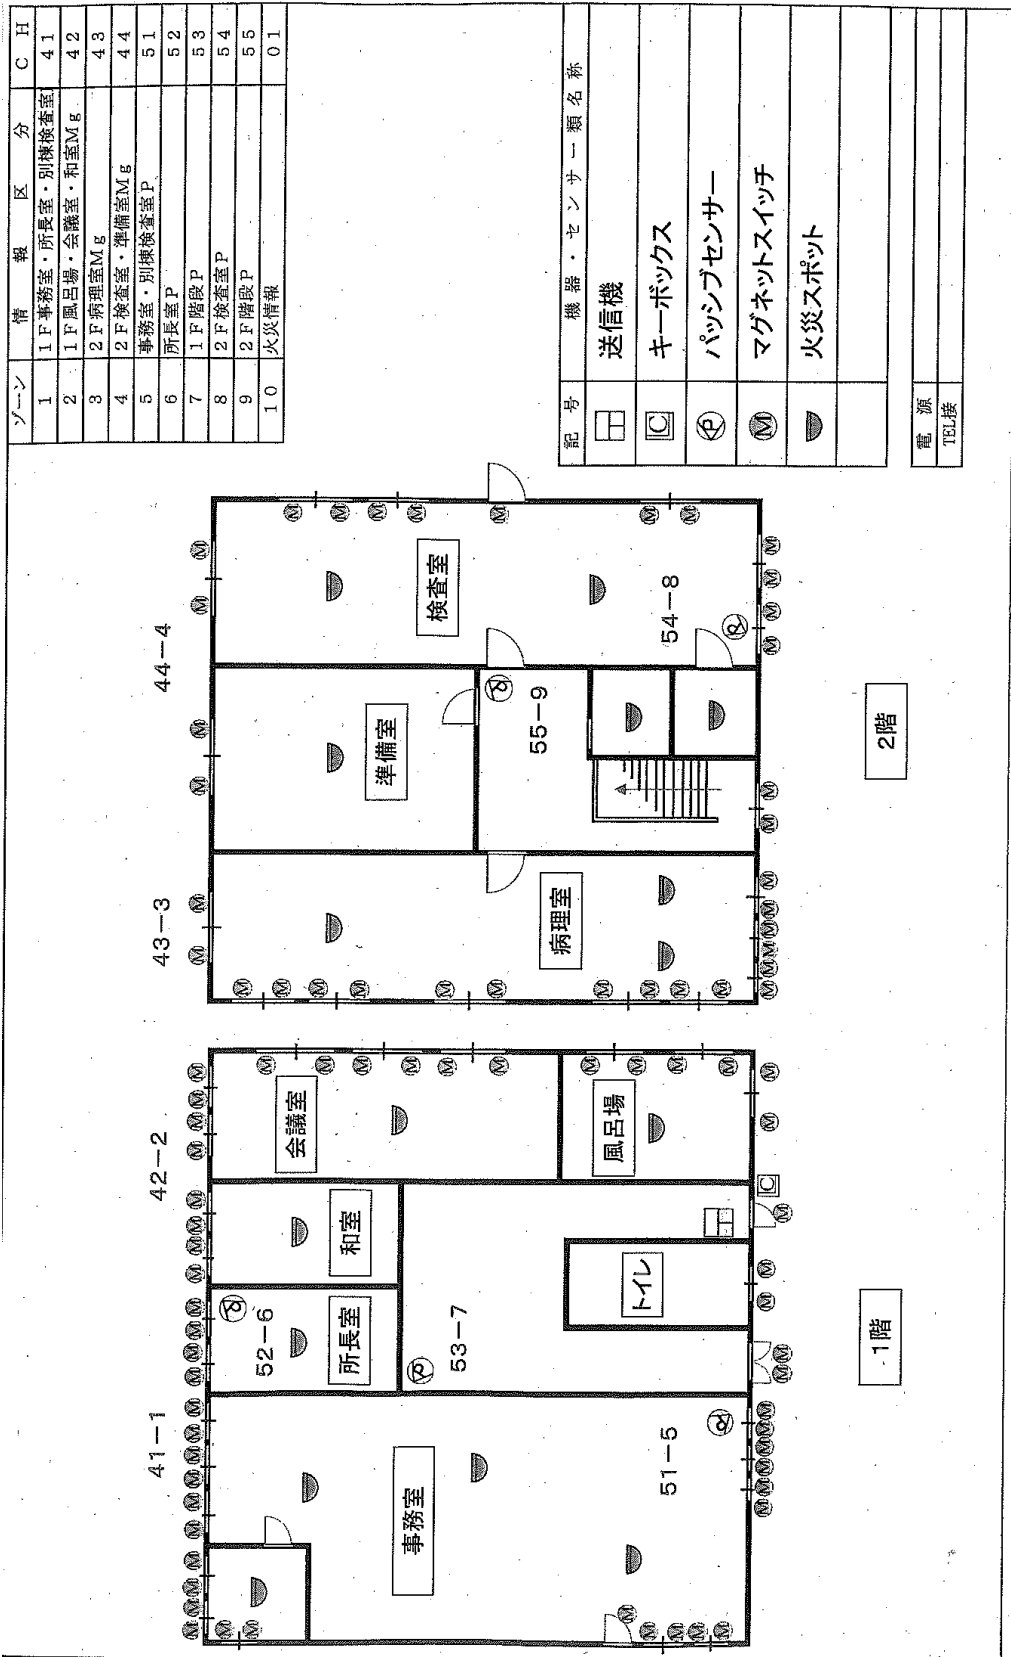 ゾーン 情報区分 CH
1 1F事務室・所長室・別棟検査室 41
2 1F風呂場・会議室・和室Mg 42
3 2F病理室Mg 43
4 2F検査室・準備室Mg 44
5 事務室・別棟検査室P 51
6 所長室P 52
7 1F階段P 53
8 2F検査室P 54
9 2F階段P 55
10 火災情報 01
記号 機器・センサー類名称
送信機
C キーボックス
P パッシブセンサー
M マグネットスイッチ
火災スポット
電源
TEL接
41-1
42-2
事務室
所長室
和室
会議室
風呂場
トイレ
52-6
53-7
51-5
C
1階
43-3
44-4
病理室
準備室
検査室
55-9
54-8
2階